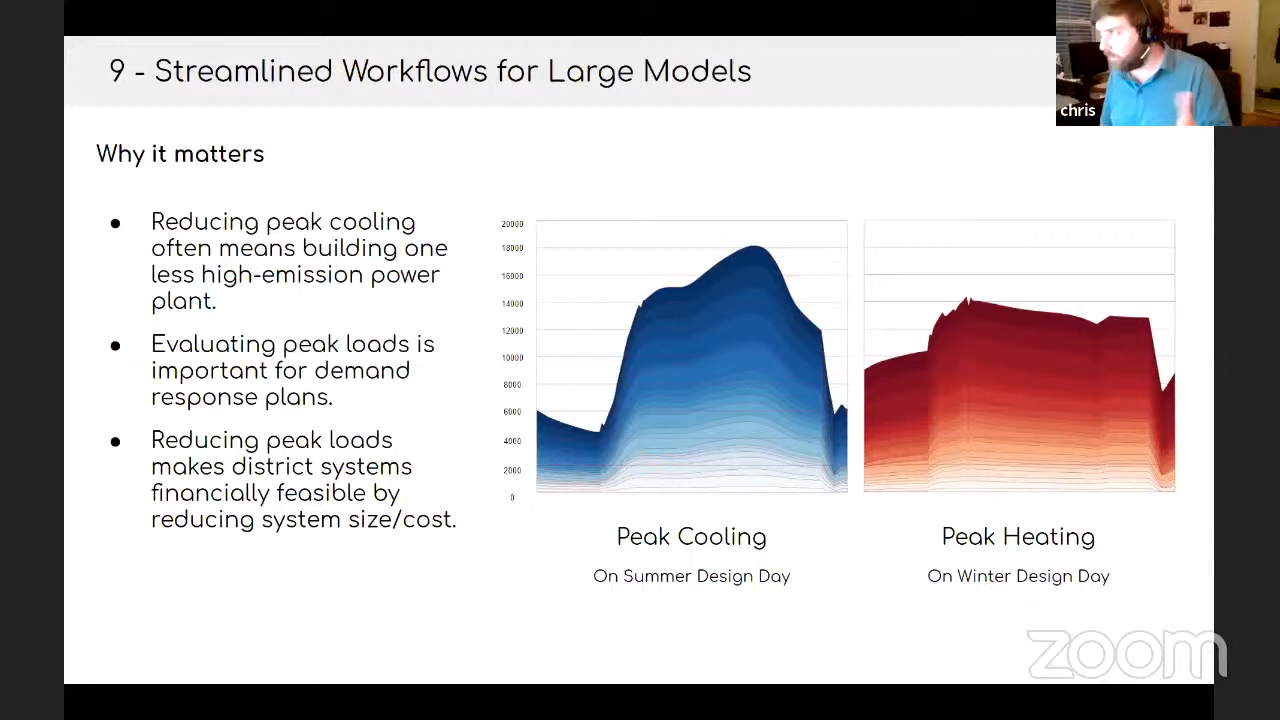 9 - Streamlined Workflows for Large Models
chris
Why it matters
● Reducing peak cooling
often means building one
less high-emission power
plant.
● Evaluating peak loads is
important for demand
response plans.
● Reducing peak loads
makes district systems
financially feasible by
reducing system size/cost.
20000
18000
16000
14000
12000
10000
8000
6000
4000
2000
0
Peak Cooling
On Summer Design Day
Peak Heating
On Winter Design Day
zoom